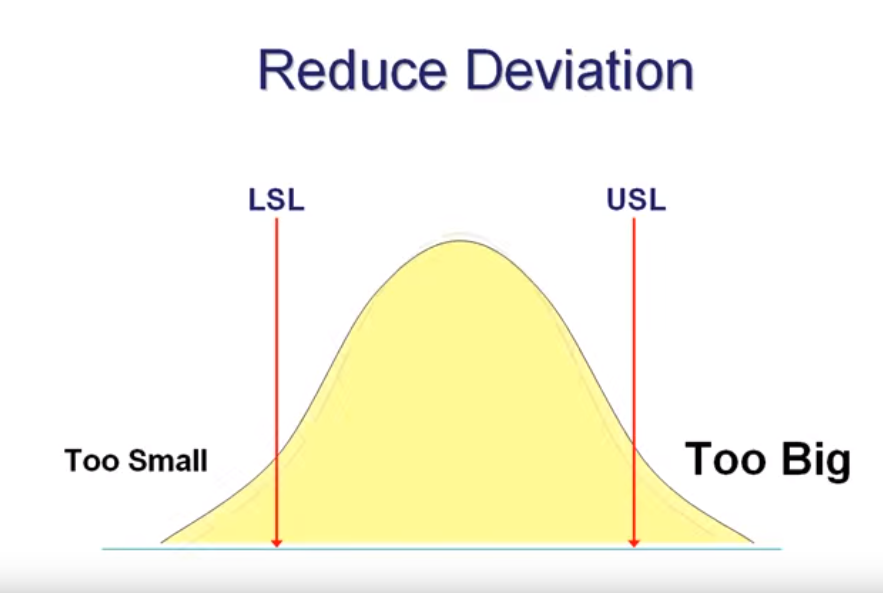 Reduce Deviation
LSL
USL
Too Small
Too Big